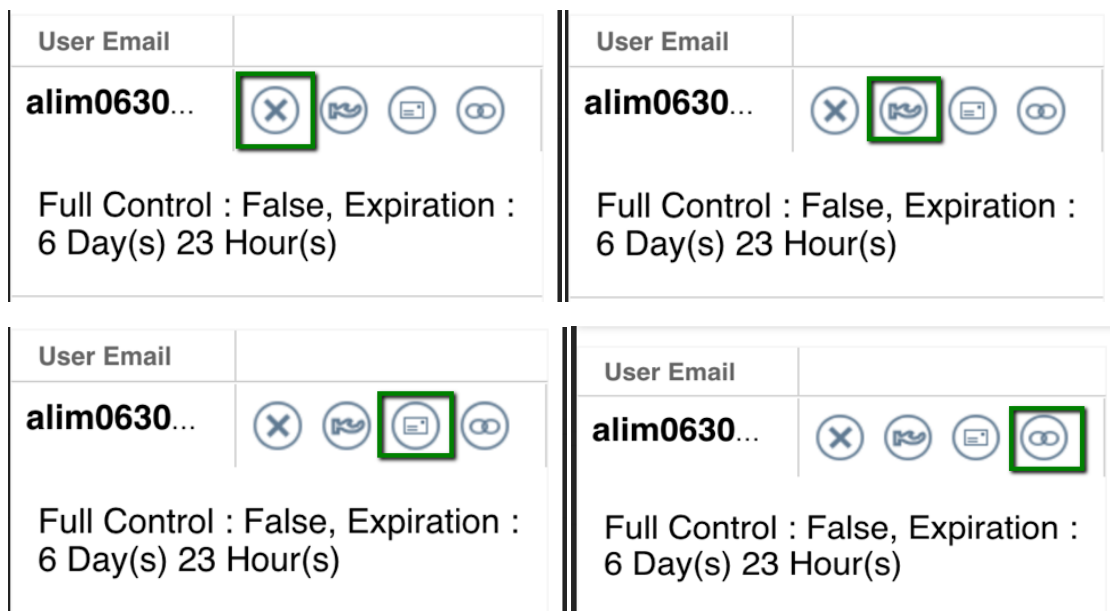 User Email
alim0630...
Full Control : False, Expiration :
6 Day(s) 23 Hour(s)
User Email
alim0630...
Full Control : False, Expiration :
6 Day(s) 23 Hour(s)
User Email
alim0630...
Full Control : False, Expiration :
6 Day(s) 23 Hour(s)
User Email
alim0630...
Full Control : False, Expiration :
6 Day(s) 23 Hour(s)